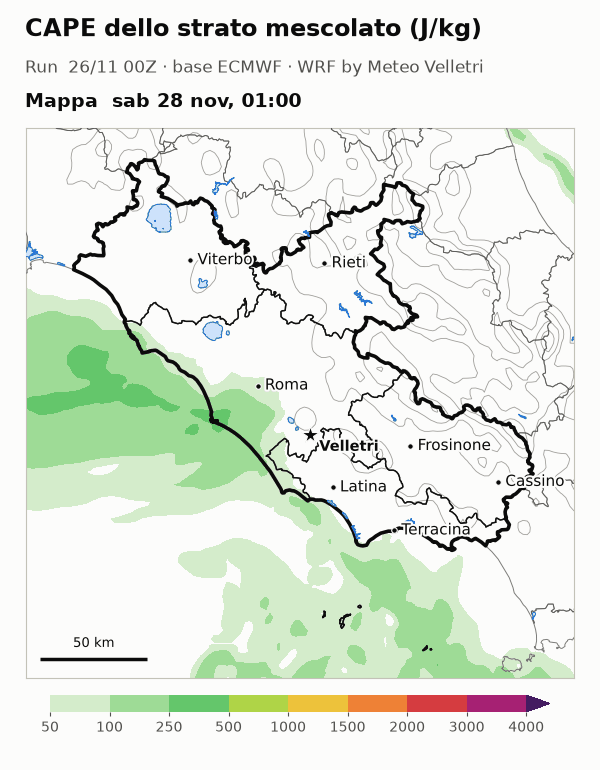 CAPE dello strato mescolato (J/kg)
Run  26/11 00Z · base ECMWF · WRF by Meteo Velletri
Mappa  sab 28 nov, 01:00
Viterbo
Rieti
Roma
Velletri
Frosinone
Cassino
Latina
Terracina
50 km
50 100 250 500 1000 1500 2000 3000 4000